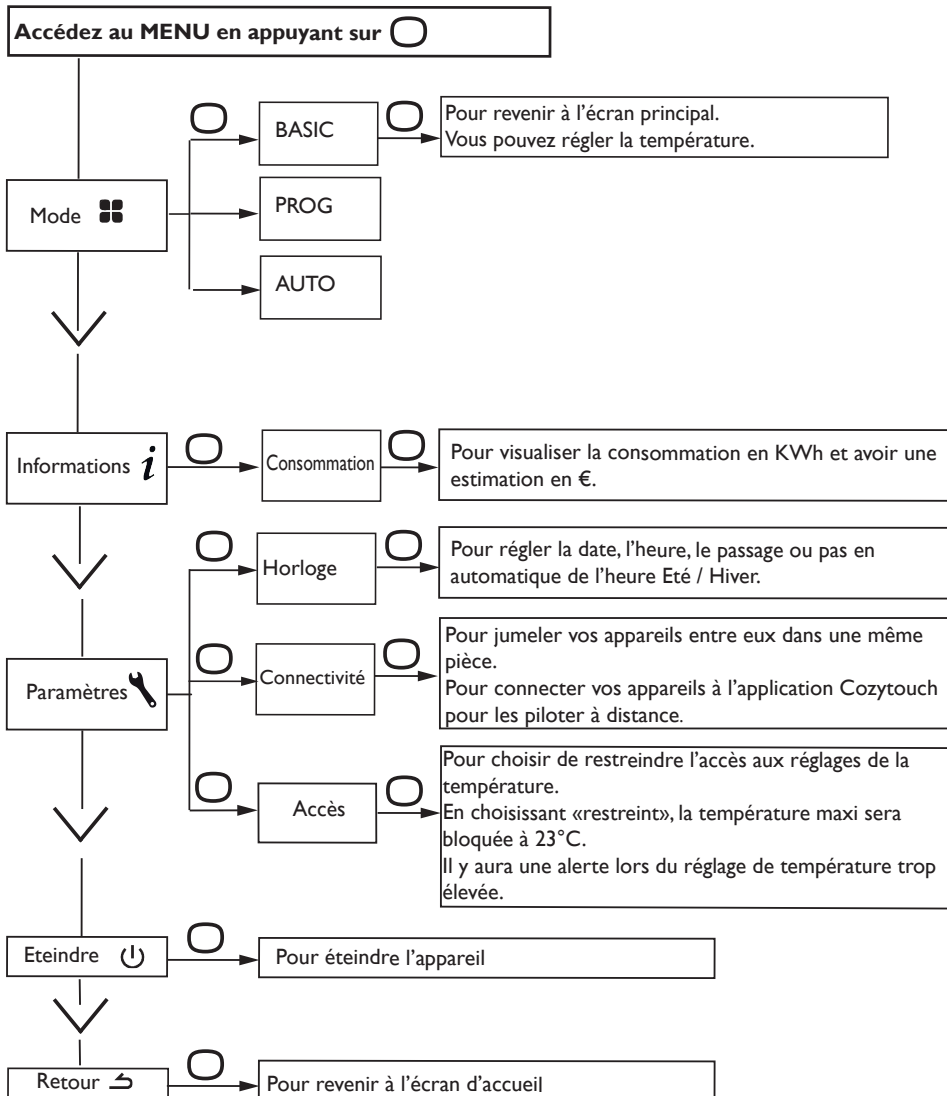 Accédez au MENU en appuyant sur
BASIC
Pour revenir à l'écran principal.
Vous pouvez régler la température.
Mode
PROG
AUTO
Informations i
Consommation
Pour visualiser la consommation en KWh et avoir une
estimation en €.
Horloge
Pour régler la date, l'heure, le passage ou pas en
automatique de l'heure Eté / Hiver.
Paramètres
Connectivité
Pour jumeler vos appareils entre eux dans une même
pièce.
Pour connecter vos appareils à l'application Cozytouch
pour les piloter à distance.
Accès
Pour choisir de restreindre l'accès aux réglages de la
température.
En choisissant «restreint», la température maxi sera
bloquée à 23°C.
Il y aura une alerte lors du réglage de température trop
élevée.
Eteindre
Pour éteindre l'appareil
Retour
Pour revenir à l'écran d'accueil